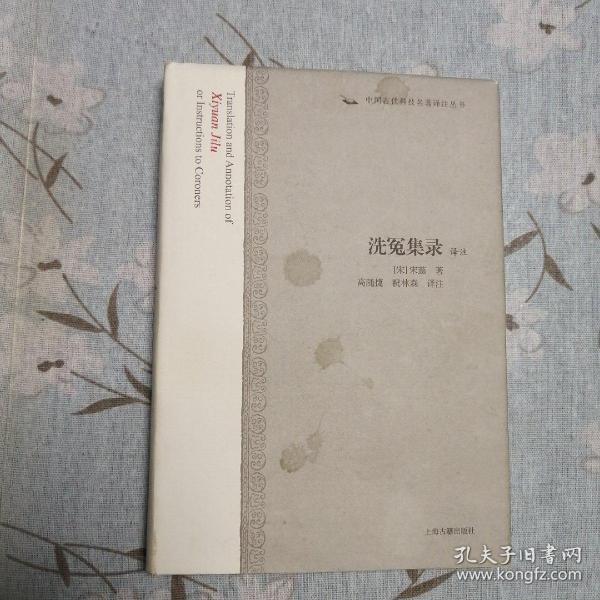 中国古代科技名著译注丛书
Translation and Annotation of
Xiyuan Jilu
or Instructions to Coroners
洗冤集录 译注
[宋]宋慈 著
高随捷 祝林森 译注
上海古籍出版社
孔夫子旧书网
www.kongfz.com